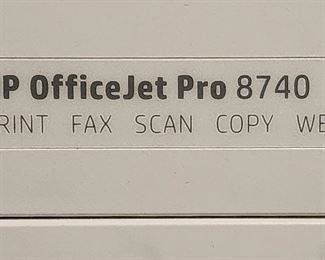 P OfficeJet Pro 8740
RINT FAX SCAN COPY WE